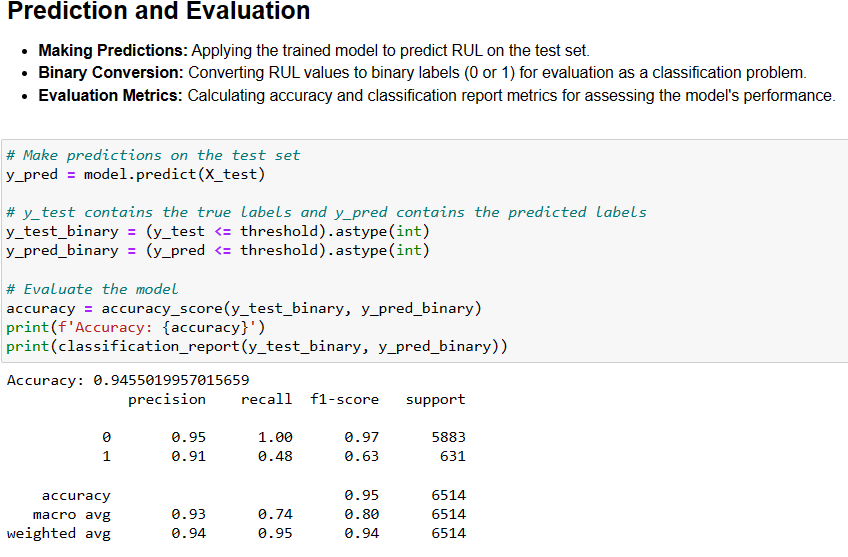 Prediction and Evaluation
• Making Predictions: Applying the trained model to predict RUL on the test set.
• Binary Conversion: Converting RUL values to binary labels (0 or 1) for evaluation as a classification problem.
• Evaluation Metrics: Calculating accuracy and classification report metrics for assessing the model's performance.
# Make predictions on the test set
y_pred = model.predict(X_test)
# y_test contains the true labels and y_pred contains the predicted labels
y_test_binary = (y_test <= threshold).astype(int)
y_pred_binary = (y_pred <= threshold).astype(int)
# Evaluate the model
accuracy = accuracy_score(y_test_binary, y_pred_binary)
print(f'Accuracy: {accuracy}')
print(classification_report(y_test_binary, y_pred_binary))
Accuracy: 0.9455019957015659
precision recall f1-score support
0 0.95 1.00 0.97 5883
1 0.91 0.48 0.63 631
accuracy 0.95 6514
macro avg 0.93 0.74 0.80 6514
weighted avg 0.94 0.95 0.94 6514